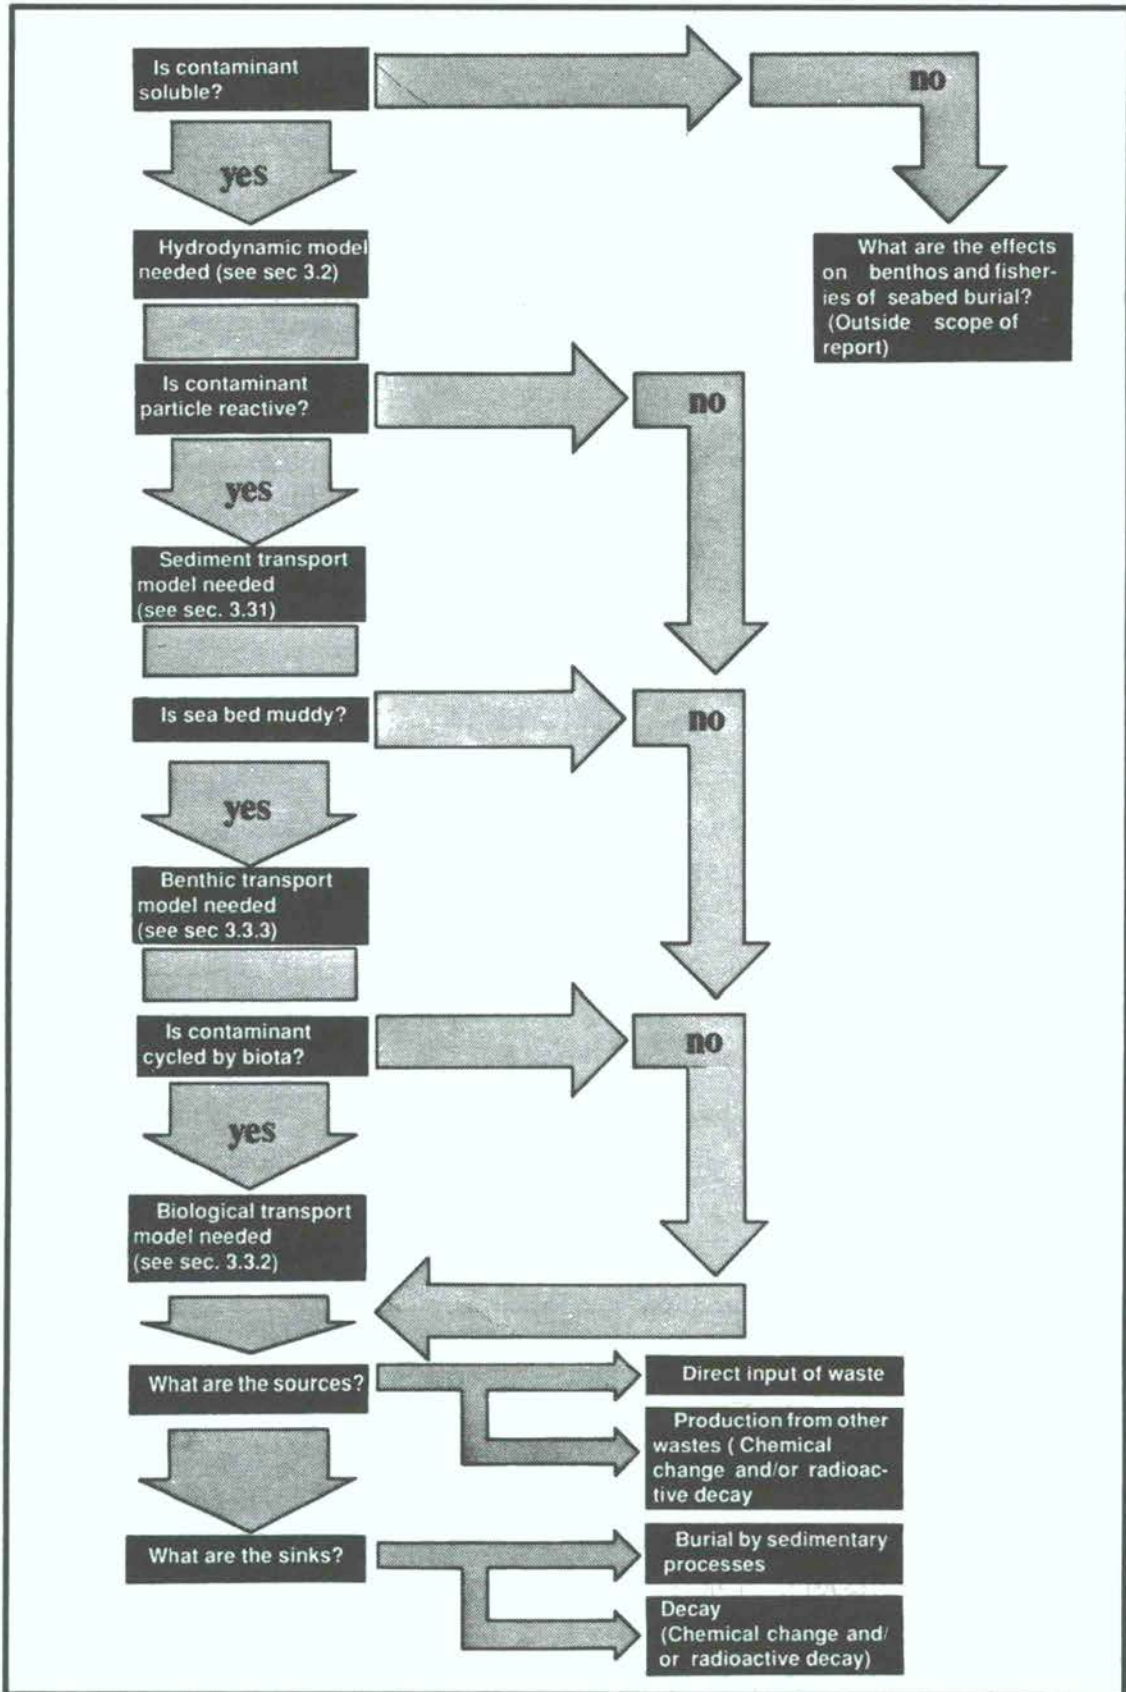 Is contaminant
soluble?
no
yes
Hydrodynamic model
needed (see sec 3.2)
What are the effects
on benthos and fisher-
ies of seabed burial?
(Outside scope of
report)
Is contaminant
particle reactive?
no
yes
Sediment transport
model needed
(see sec. 3.31)
Is sea bed muddy?
no
yes
Benthic transport
model needed
(see sec 3.3.3)
Is contaminant
cycled by biota?
no
yes
Biological transport
model needed
(see sec. 3.3.2)
What are the sources?
Direct input of waste
Production from other
wastes ( Chemical
change and/or radioac-
tive decay
What are the sinks?
Burial by sedimentary
processes
Decay
(Chemical change and/
or radioactive decay)